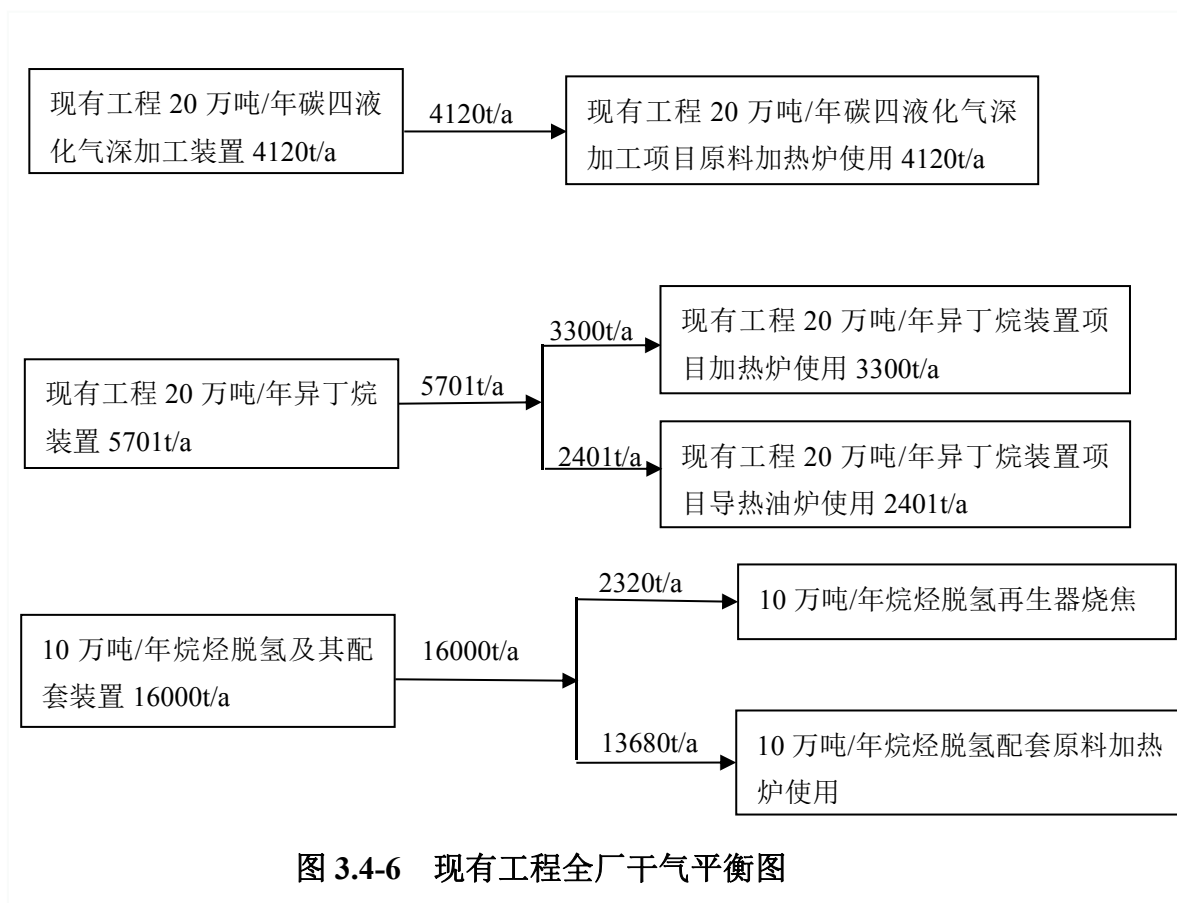 现有工程 20 万吨/年碳四液
化气深加工装置 4120t/a
4120t/a
现有工程 20 万吨/年碳四液化气深
加工项目原料加热炉使用 4120t/a
现有工程 20 万吨/年异丁烷
装置 5701t/a
5701t/a
3300t/a
现有工程 20 万吨/年异丁烷装置项
目加热炉使用 3300t/a
2401t/a
现有工程 20 万吨/年异丁烷装置项
目导热油炉使用 2401t/a
10 万吨/年烷烃脱氢及其配
套装置 16000t/a
16000t/a
2320t/a
10 万吨/年烷烃脱氢再生器烧焦
13680t/a
10 万吨/年烷烃脱氢配套原料加热
炉使用
图 3.4-6 现有工程全厂干气平衡图